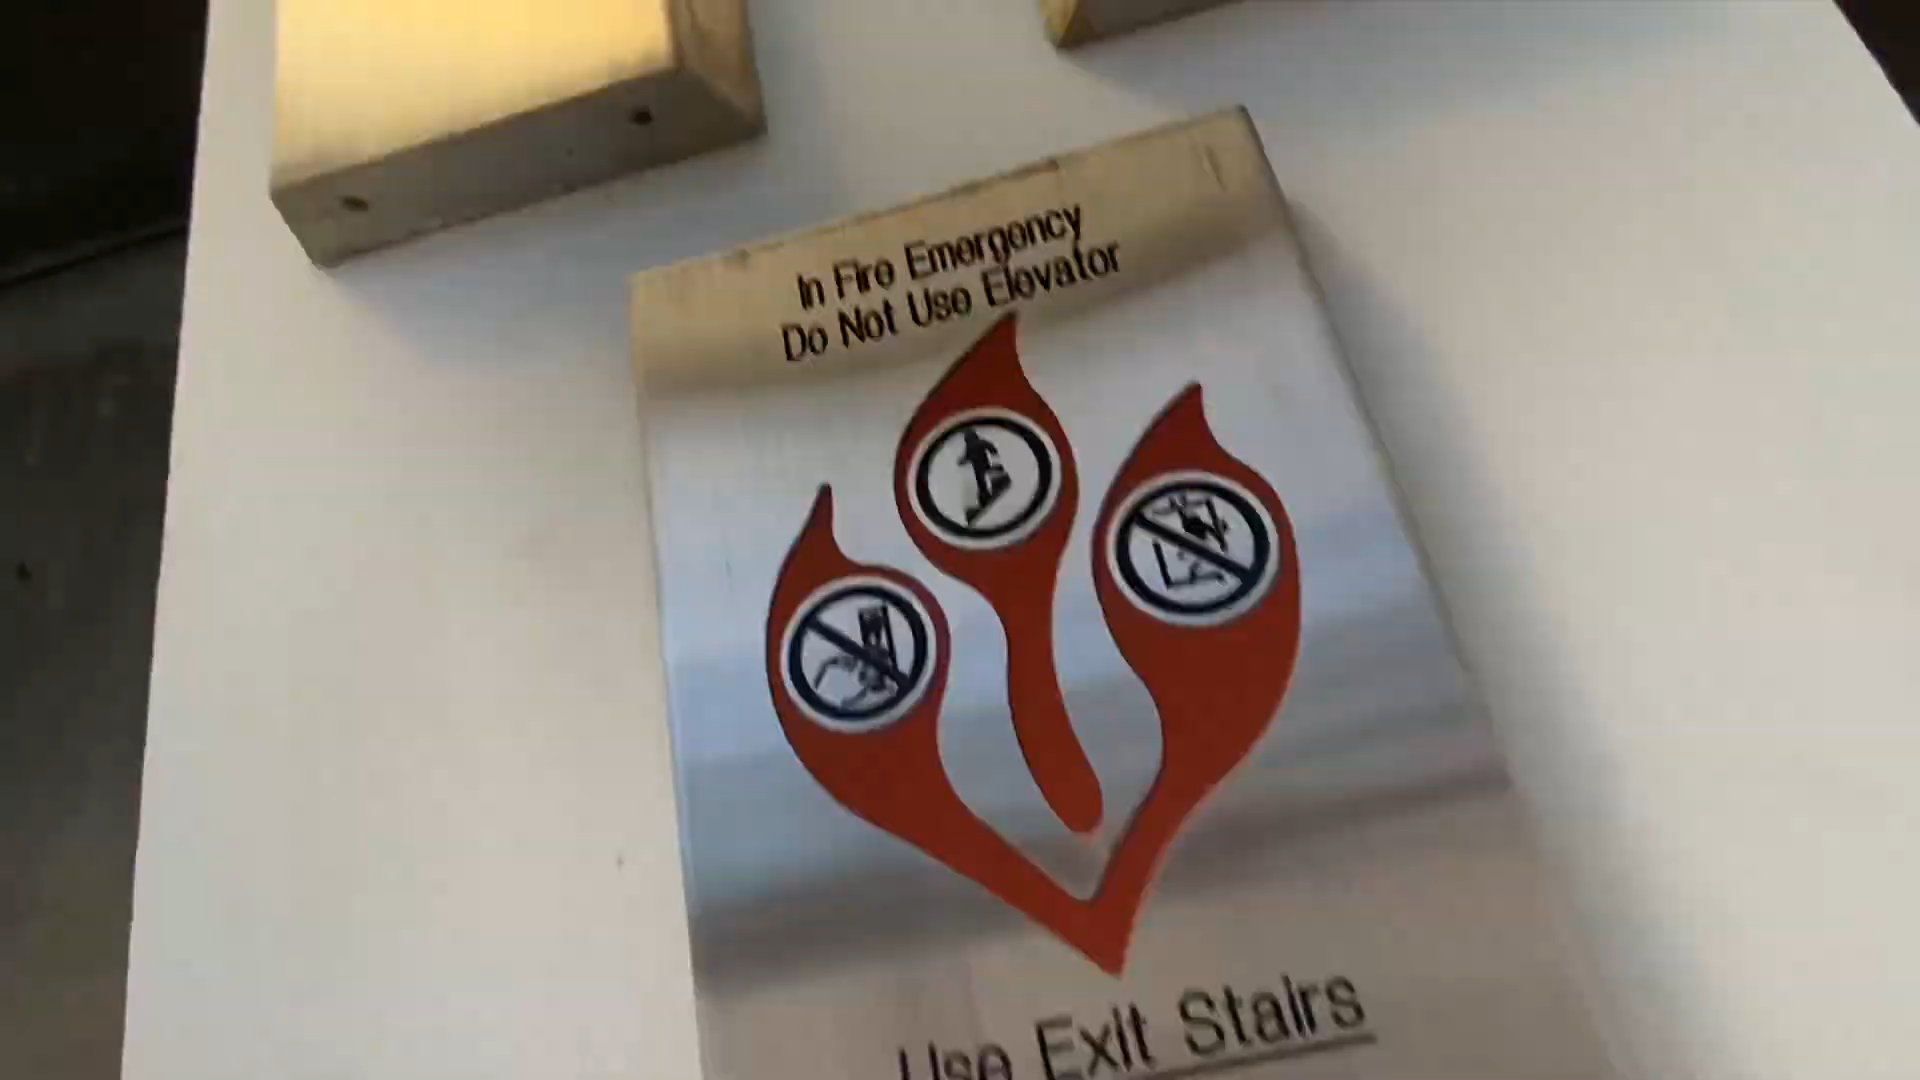 In Fire Emergency
Do Not Use Elevator
Use Exit Stairs